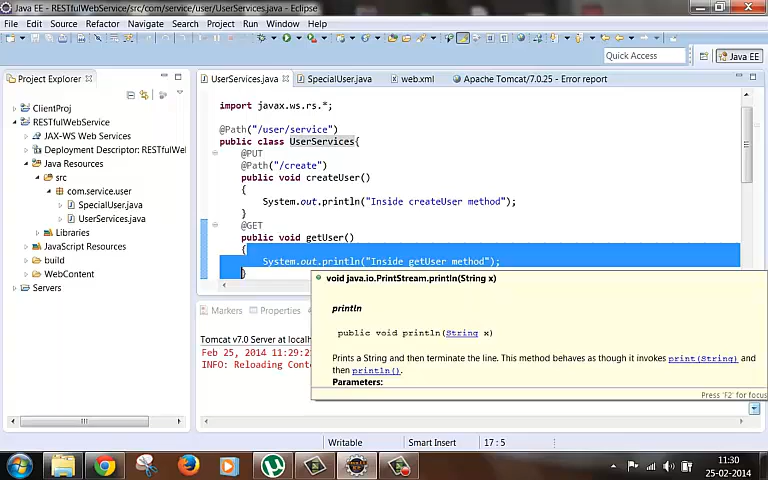 Java EE - RESTfulWebService/src/com/service/user/UserServices.java - Eclipse
File Edit Source Refactor Navigate Search Project Run Window Help
Quick Access
Java EE
Project Explorer
UserServices.java
SpecialUser.java
web.xml
Apache Tomcat/7.0.25 - Error report
ClientProj
RESTfulWebService
JAX-WS Web Services
Deployment Descriptor: RESTfulWel
Java Resources
src
com.service.user
SpecialUser.java
UserServices.java
Libraries
JavaScript Resources
build
WebContent
Servers
import javax.ws.rs.*;
@Path("/user/service")
public class UserServices{
@PUT
@Path("/create")
public void createUser()
{
System.out.println("Inside createUser method");
}
@GET
public void getUser()
{
System.out.println("Inside getUser method");
}
void java.io.PrintStream.println(String x)
println
public void println(String x)
Prints a String and then terminate the line. This method behaves as though it invokes print(String) and
then println().
Parameters:
Press 'F2' for focus
Markers
Properties
Tomcat v7.0 Server at localh
Feb 25, 2014 11:29:2
INFO: Reloading Cont
Writable
Smart Insert
17 : 5
11:30
25-02-2014